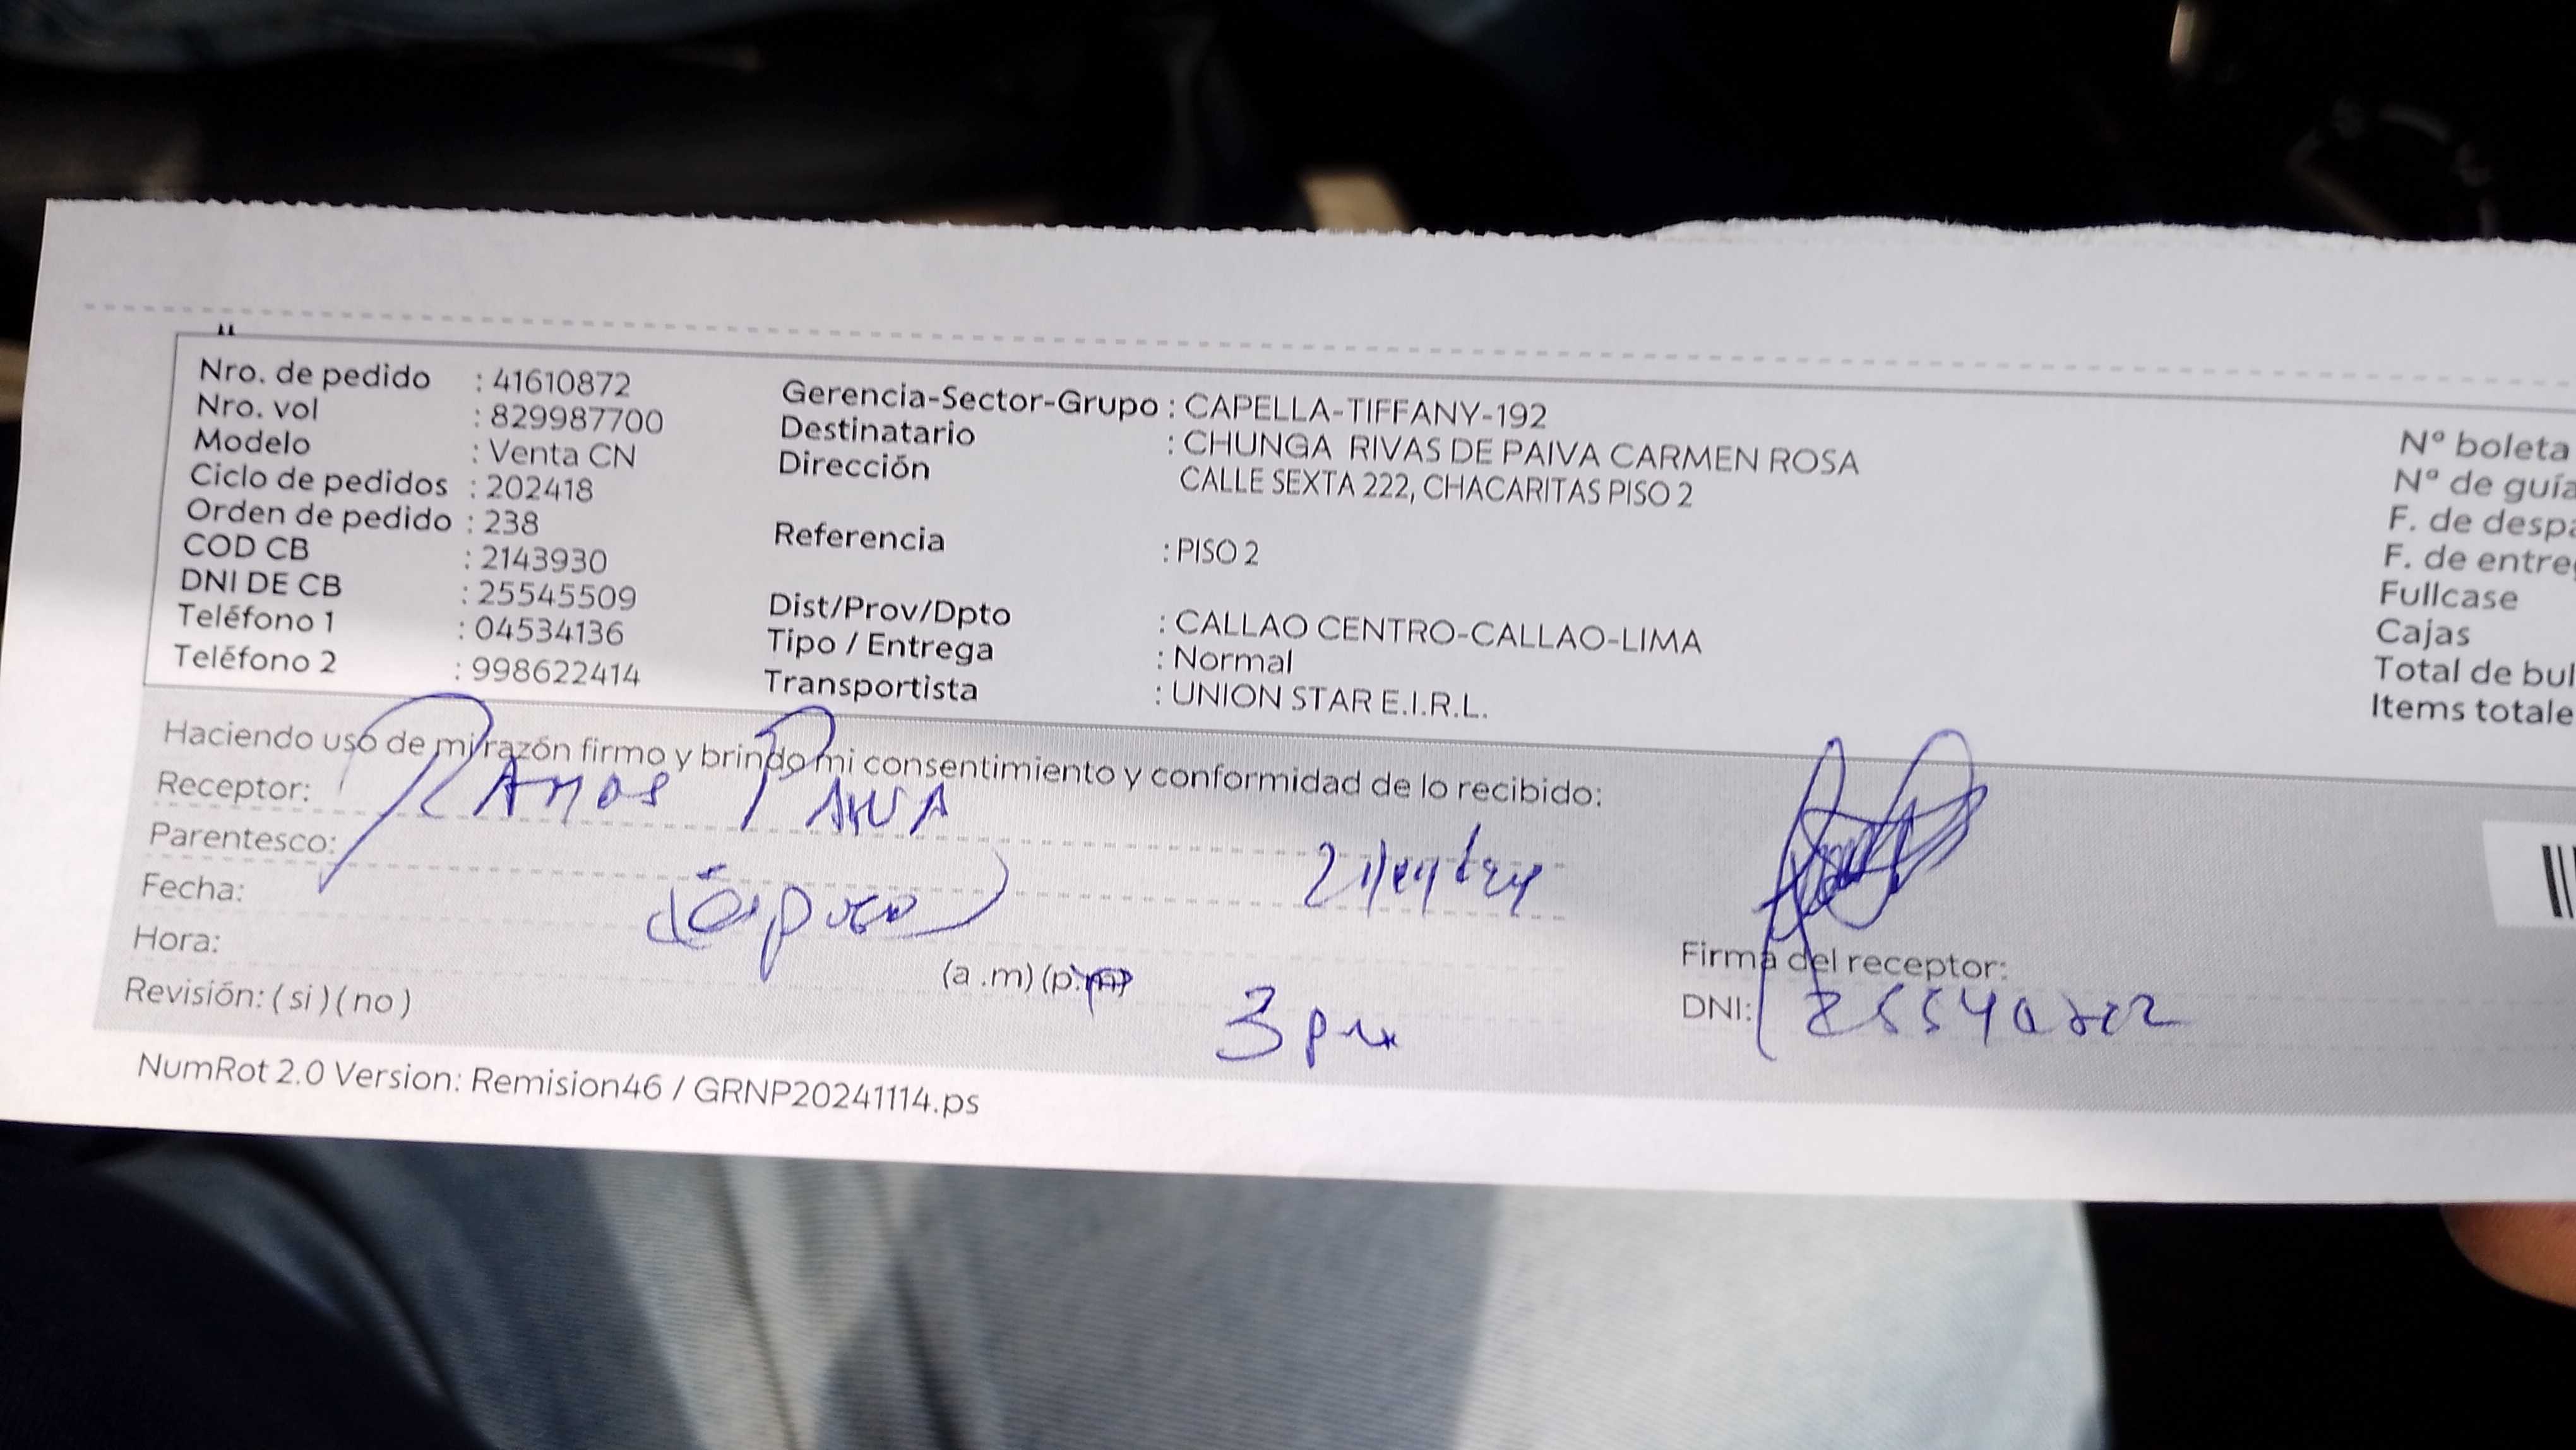 Nro. de pedido : 41610872
Nro. vol : 829987700
Modelo : Venta CN
Ciclo de pedidos : 202418
Orden de pedido : 238
COD CB : 2143930
DNI DE CB : 25545509
Teléfono 1 : 04534136
Teléfono 2 : 998622414
Gerencia-Sector-Grupo : CAPELLA-TIFFANY-192
Destinatario : CHUNGA RIVAS DE PAIVA CARMEN ROSA
Dirección CALLE SEXTA 222, CHACARITAS PISO 2
Referencia : PISO 2
Dist/Prov/Dpto : CALLAO CENTRO-CALLAO-LIMA
Tipo / Entrega : Normal
Transportista : UNION STAR E.I.R.L.
Nº boleta
Nº de guía
F. de despa
F. de entre
Fullcase
Cajas
Total de bul
Items totale
Haciendo uso de mi razón firmo y brindo mi consentimiento y conformidad de lo recibido:
Receptor: Ramos
Parentesco:
Fecha:
Hora: (a .m) (p.m) 3 pm
Revisión: ( si ) ( no )
Firma del receptor:
DNI:
NumRot 2.0 Version: Remision46 / GRNP20241114.ps